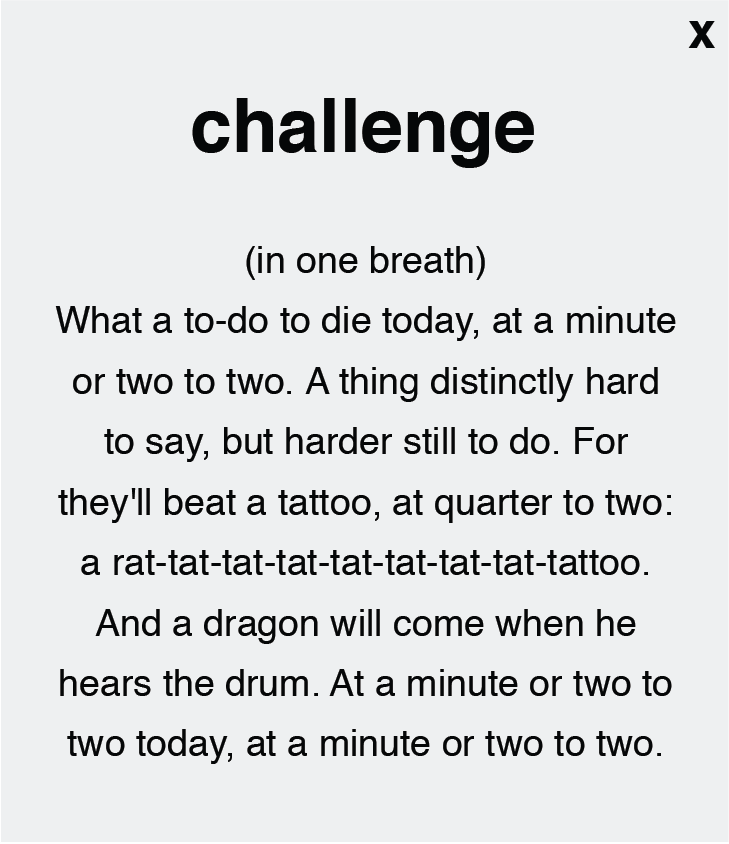 x
challenge
(in one breath)
What a to-do to die today, at a minute
or two to two. A thing distinctly hard
to say, but harder still to do. For
they'll beat a tattoo, at quarter to two:
a rat-tat-tat-tat-tat-tat-tat-tat-tattoo.
And a dragon will come when he
hears the drum. At a minute or two to
two today, at a minute or two to two.